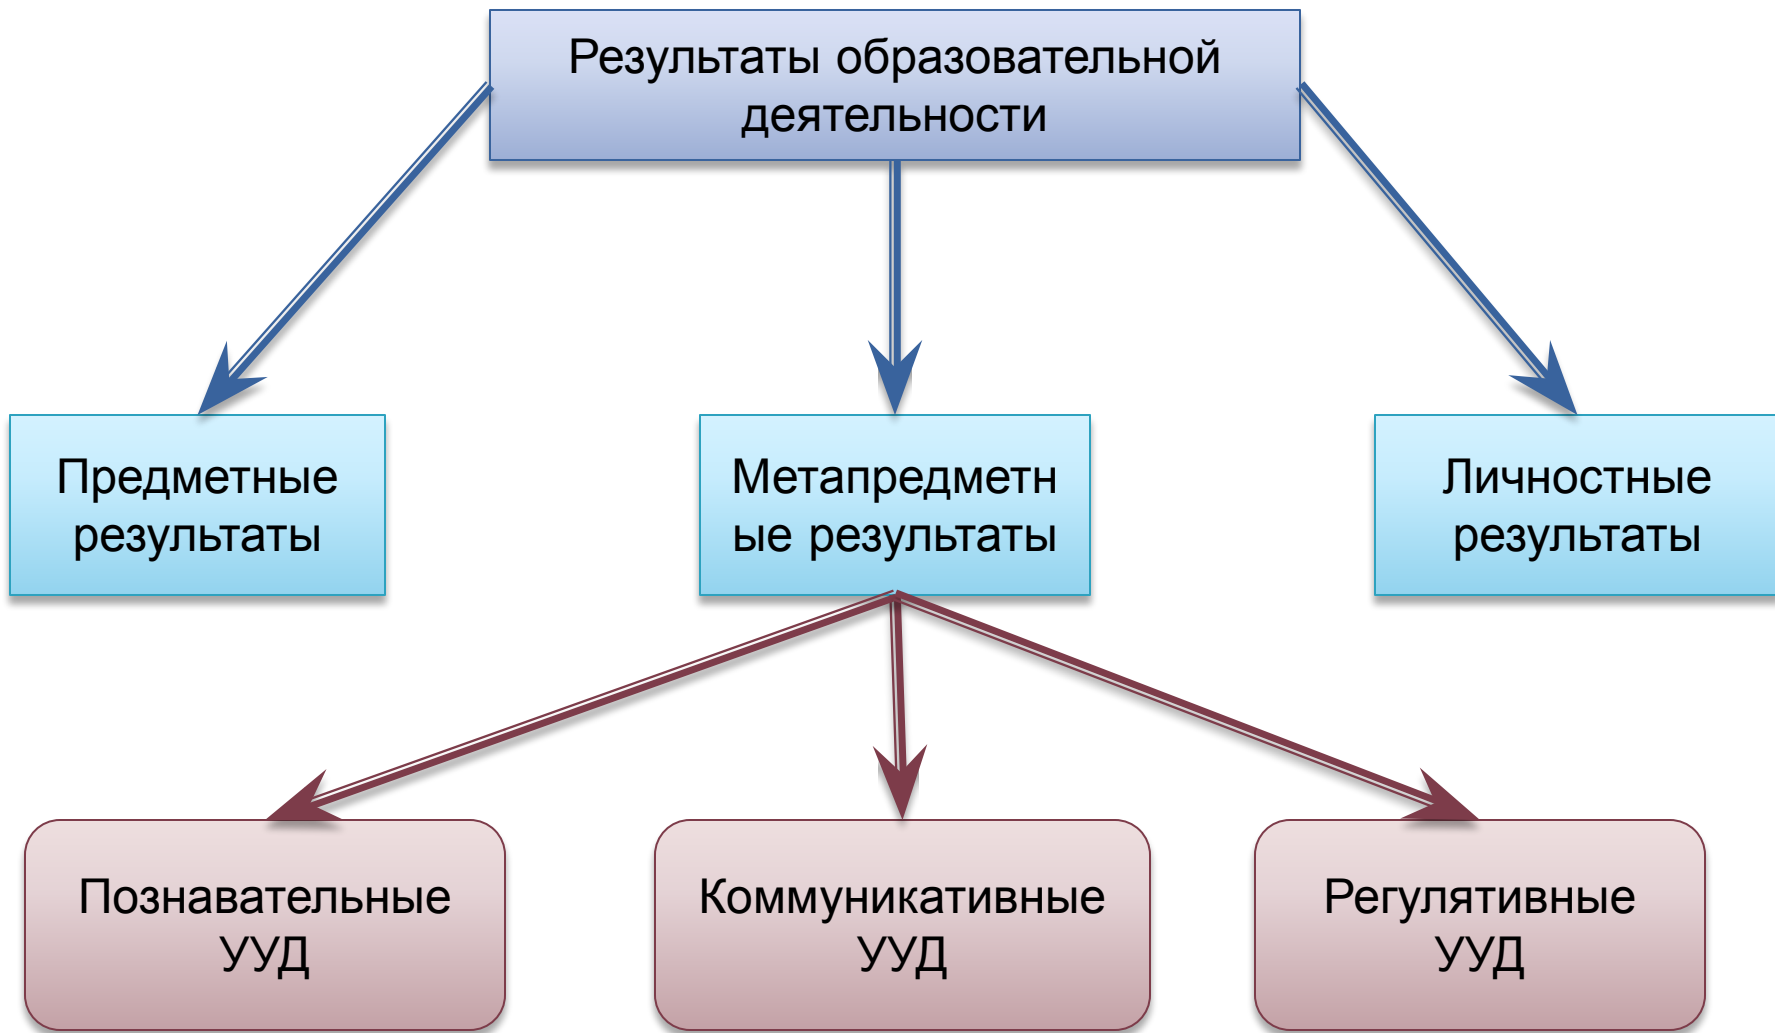 Результаты образовательной
деятельности
Предметные
результаты
Метапредметн
ые результаты
Личностные
результаты
Познавательные
УУД
Коммуникативные
УУД
Регулятивные
УУД